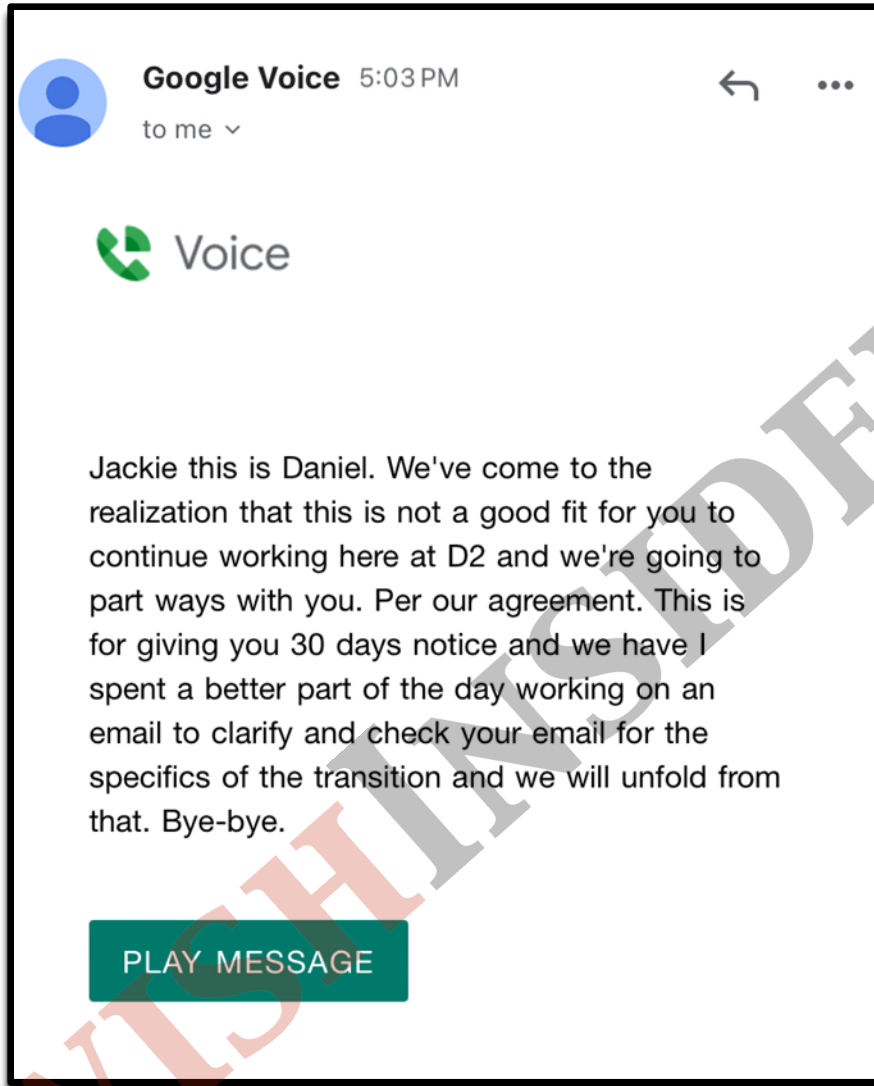 Google Voice 5:03 PM
to me
Voice
Jackie this is Daniel. We've come to the
realization that this is not a good fit for you to
continue working here at D2 and we're going to
part ways with you. Per our agreement. This is
for giving you 30 days notice and we have I
spent a better part of the day working on an
email to clarify and check your email for the
specifics of the transition and we will unfold from
that. Bye-bye.
PLAY MESSAGE